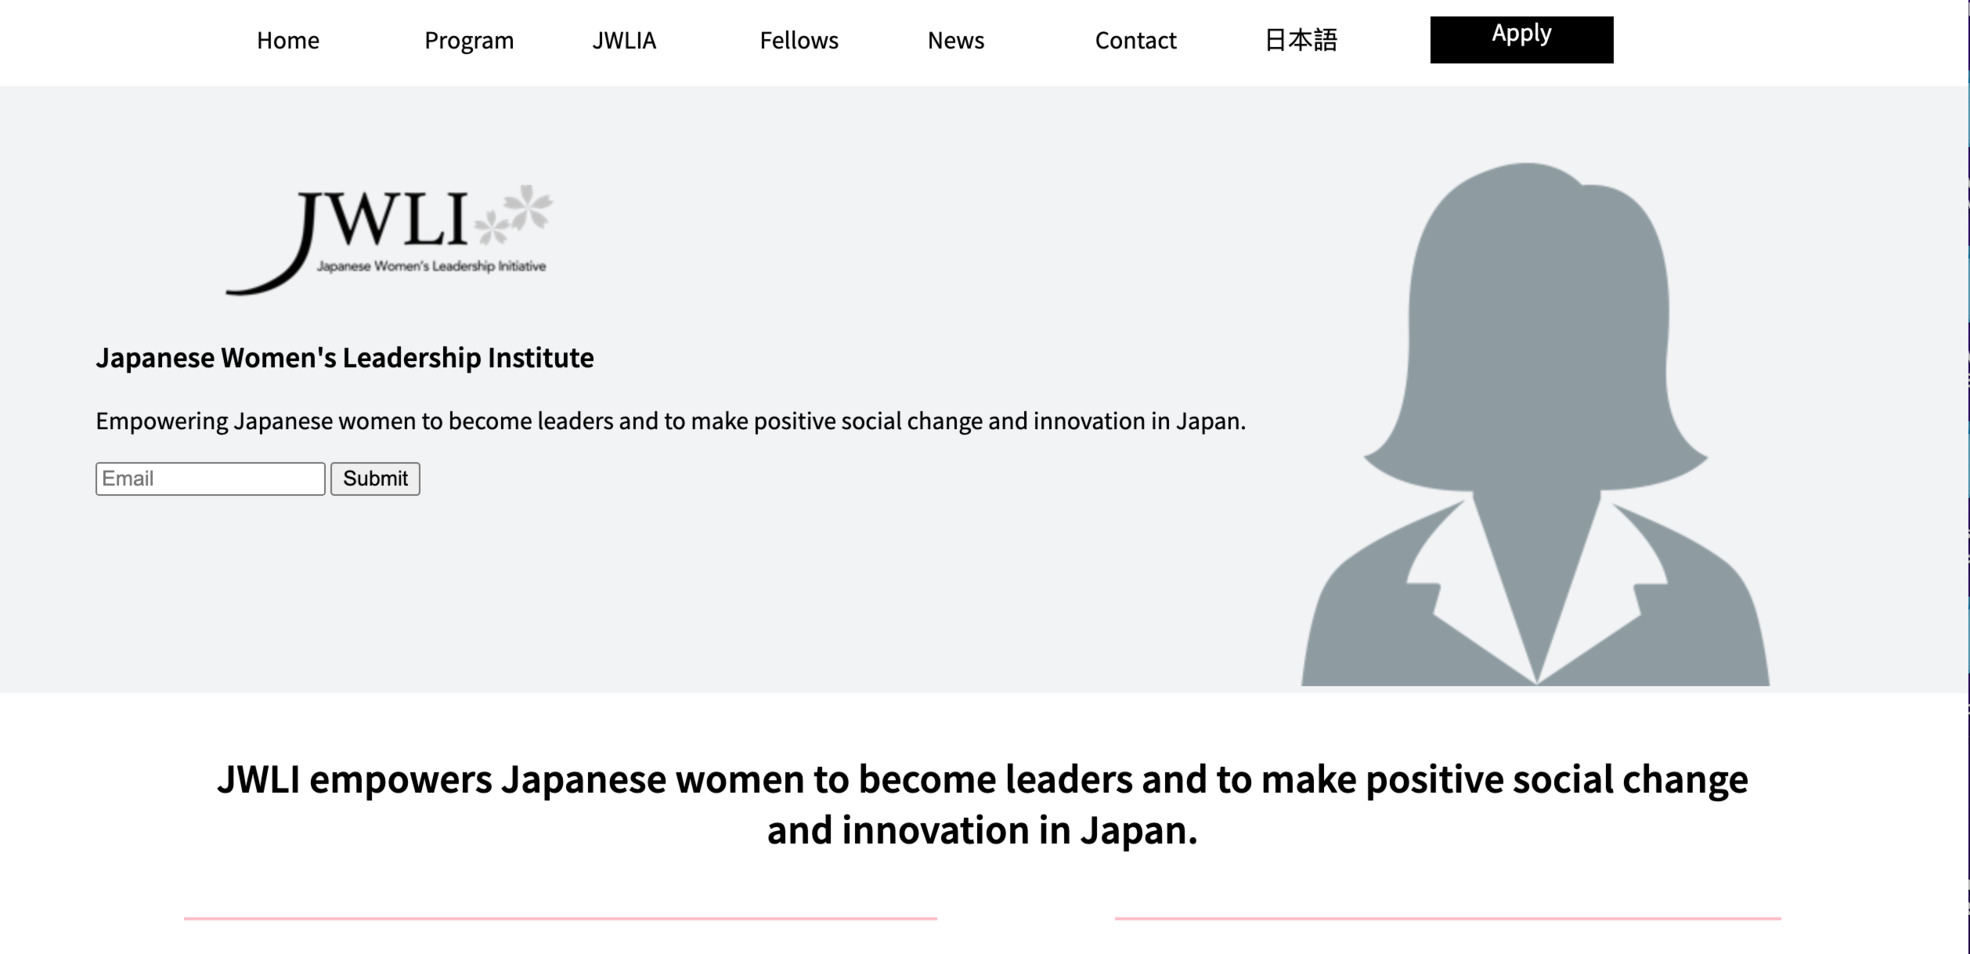 Home Program JWLIA Fellows News Contact 日本語 Apply
JWLI
Japanese Women's Leadership Initiative
Japanese Women's Leadership Institute
Empowering Japanese women to become leaders and to make positive social change and innovation in Japan.
Email Submit
JWLI empowers Japanese women to become leaders and to make positive social change
and innovation in Japan.